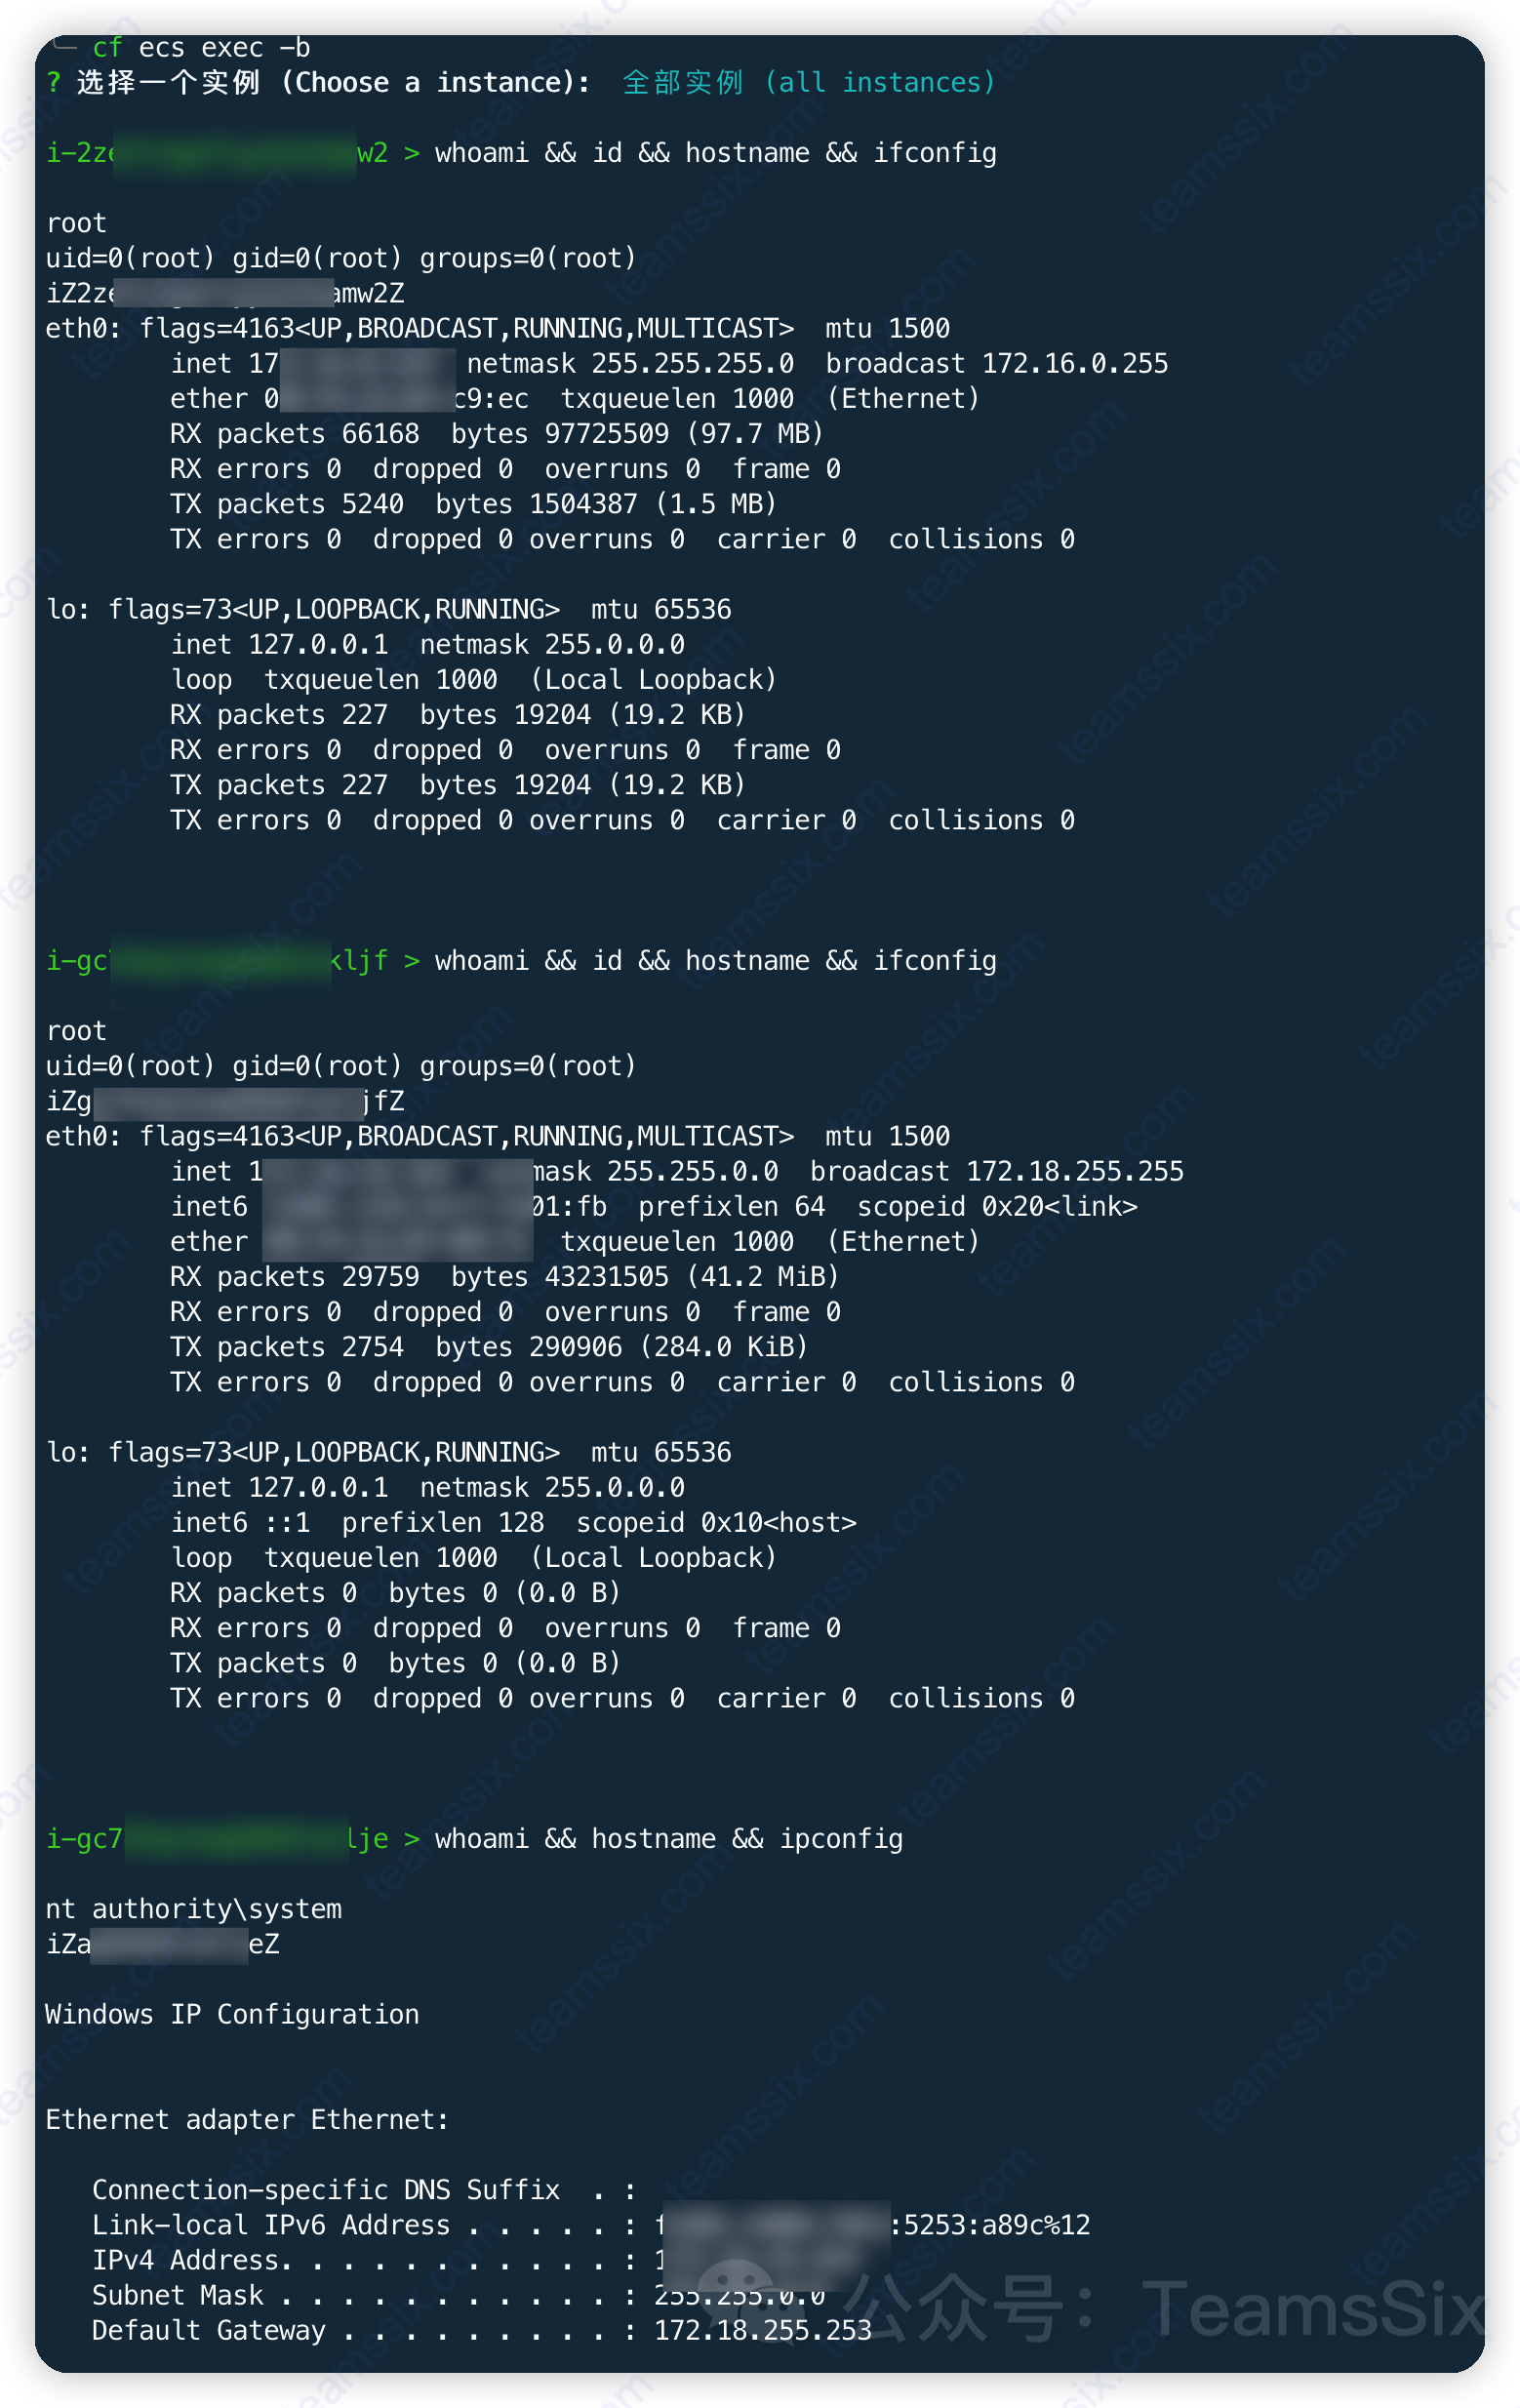 cf ecs exec -b
? 选择一个实例 (Choose a instance): 全部实例 (all instances)
i-2ze w2 > whoami && id && hostname && ifconfig
root
uid=0(root) gid=0(root) groups=0(root)
iZ2ze amw2Z
eth0: flags=4163<UP,BROADCAST,RUNNING,MULTICAST> mtu 1500
inet 17 netmask 255.255.255.0 broadcast 172.16.0.255
ether 0 c9:ec txqueuelen 1000 (Ethernet)
RX packets 66168 bytes 97725509 (97.7 MB)
RX errors 0 dropped 0 overruns 0 frame 0
TX packets 5240 bytes 1504387 (1.5 MB)
TX errors 0 dropped 0 overruns 0 carrier 0 collisions 0
lo: flags=73<UP,LOOPBACK,RUNNING> mtu 65536
inet 127.0.0.1 netmask 255.0.0.0
loop txqueuelen 1000 (Local Loopback)
RX packets 227 bytes 19204 (19.2 KB)
RX errors 0 dropped 0 overruns 0 frame 0
TX packets 227 bytes 19204 (19.2 KB)
TX errors 0 dropped 0 overruns 0 carrier 0 collisions 0
i-gc kljf > whoami && id && hostname && ifconfig
root
uid=0(root) gid=0(root) groups=0(root)
iZg jfZ
eth0: flags=4163<UP,BROADCAST,RUNNING,MULTICAST> mtu 1500
inet 1 mask 255.255.0.0 broadcast 172.18.255.255
inet6 01:fb prefixlen 64 scopeid 0x20<link>
ether txqueuelen 1000 (Ethernet)
RX packets 29759 bytes 43231505 (41.2 MiB)
RX errors 0 dropped 0 overruns 0 frame 0
TX packets 2754 bytes 290906 (284.0 KiB)
TX errors 0 dropped 0 overruns 0 carrier 0 collisions 0
lo: flags=73<UP,LOOPBACK,RUNNING> mtu 65536
inet 127.0.0.1 netmask 255.0.0.0
inet6 ::1 prefixlen 128 scopeid 0x10<host>
loop txqueuelen 1000 (Local Loopback)
RX packets 0 bytes 0 (0.0 B)
RX errors 0 dropped 0 overruns 0 frame 0
TX packets 0 bytes 0 (0.0 B)
TX errors 0 dropped 0 overruns 0 carrier 0 collisions 0
i-gc7 lje > whoami && hostname && ipconfig
nt authority\system
iZa eZ
Windows IP Configuration
Ethernet adapter Ethernet:
Connection-specific DNS Suffix . :
Link-local IPv6 Address . . . . . : f :5253:a89c%12
IPv4 Address. . . . . . . . . . . : 1
Subnet Mask . . . . . . . . . . . : 255.255.0.0
Default Gateway . . . . . . . . . : 172.18.255.253
公众号：TeamsSix
teamssix.com